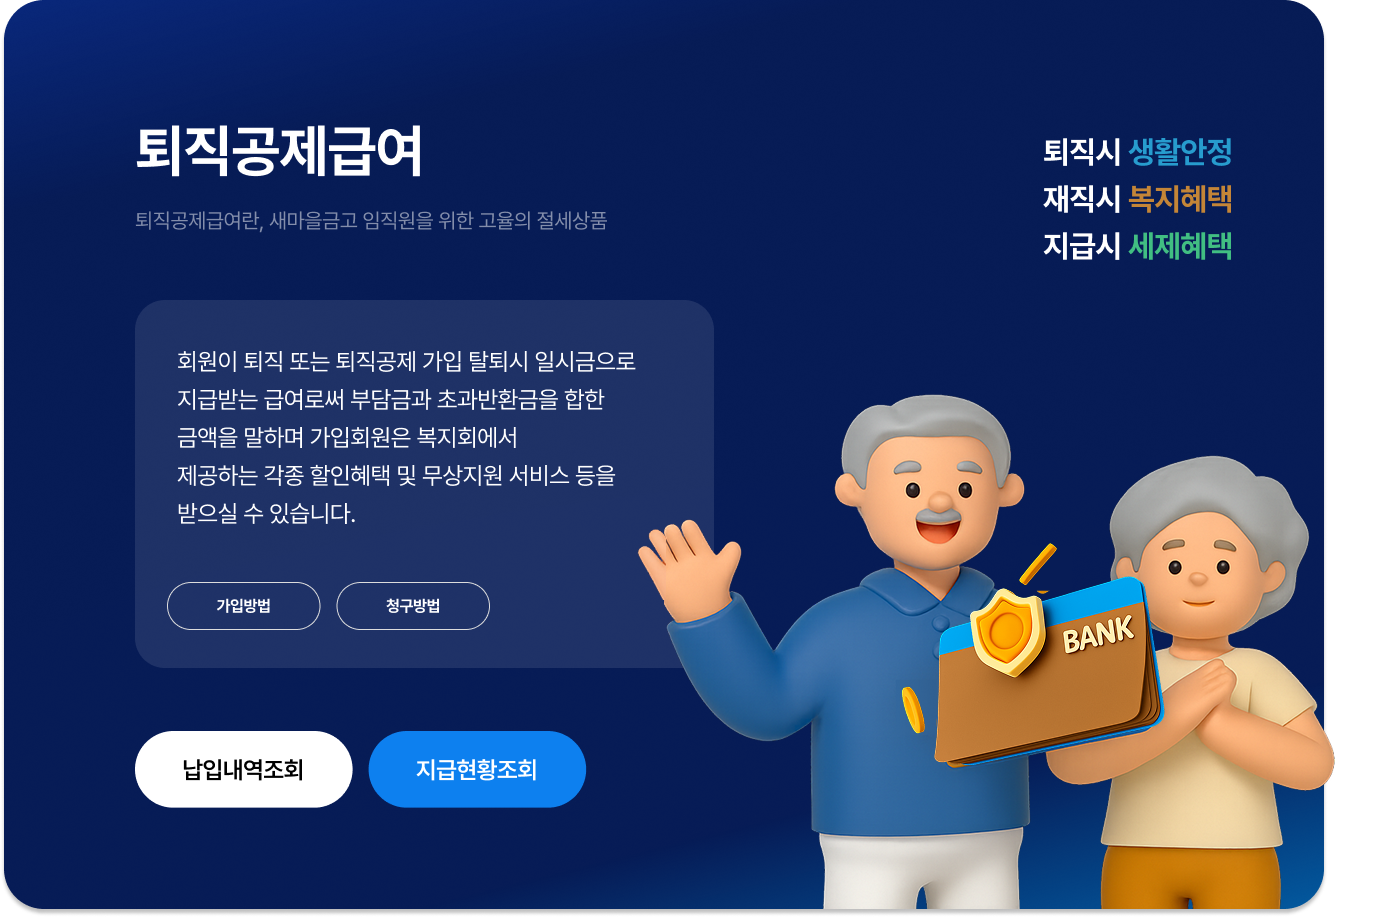 퇴직공제급여
퇴직공제급여란, 새마을금고 임직원을 위한 고율의 절세상품
퇴직시 생활안정
재직시 복지혜택
지급시 세제혜택
회원이 퇴직 또는 퇴직공제 가입 탈퇴시 일시금으로
지급받는 급여로써 부담금과 초과반환금을 합한
금액을 말하며 가입회원은 복지회에서
제공하는 각종 할인혜택 및 무상지원 서비스 등을
받으실 수 있습니다.
가입방법
청구방법
BANK
납입내역조회
지급현황조회